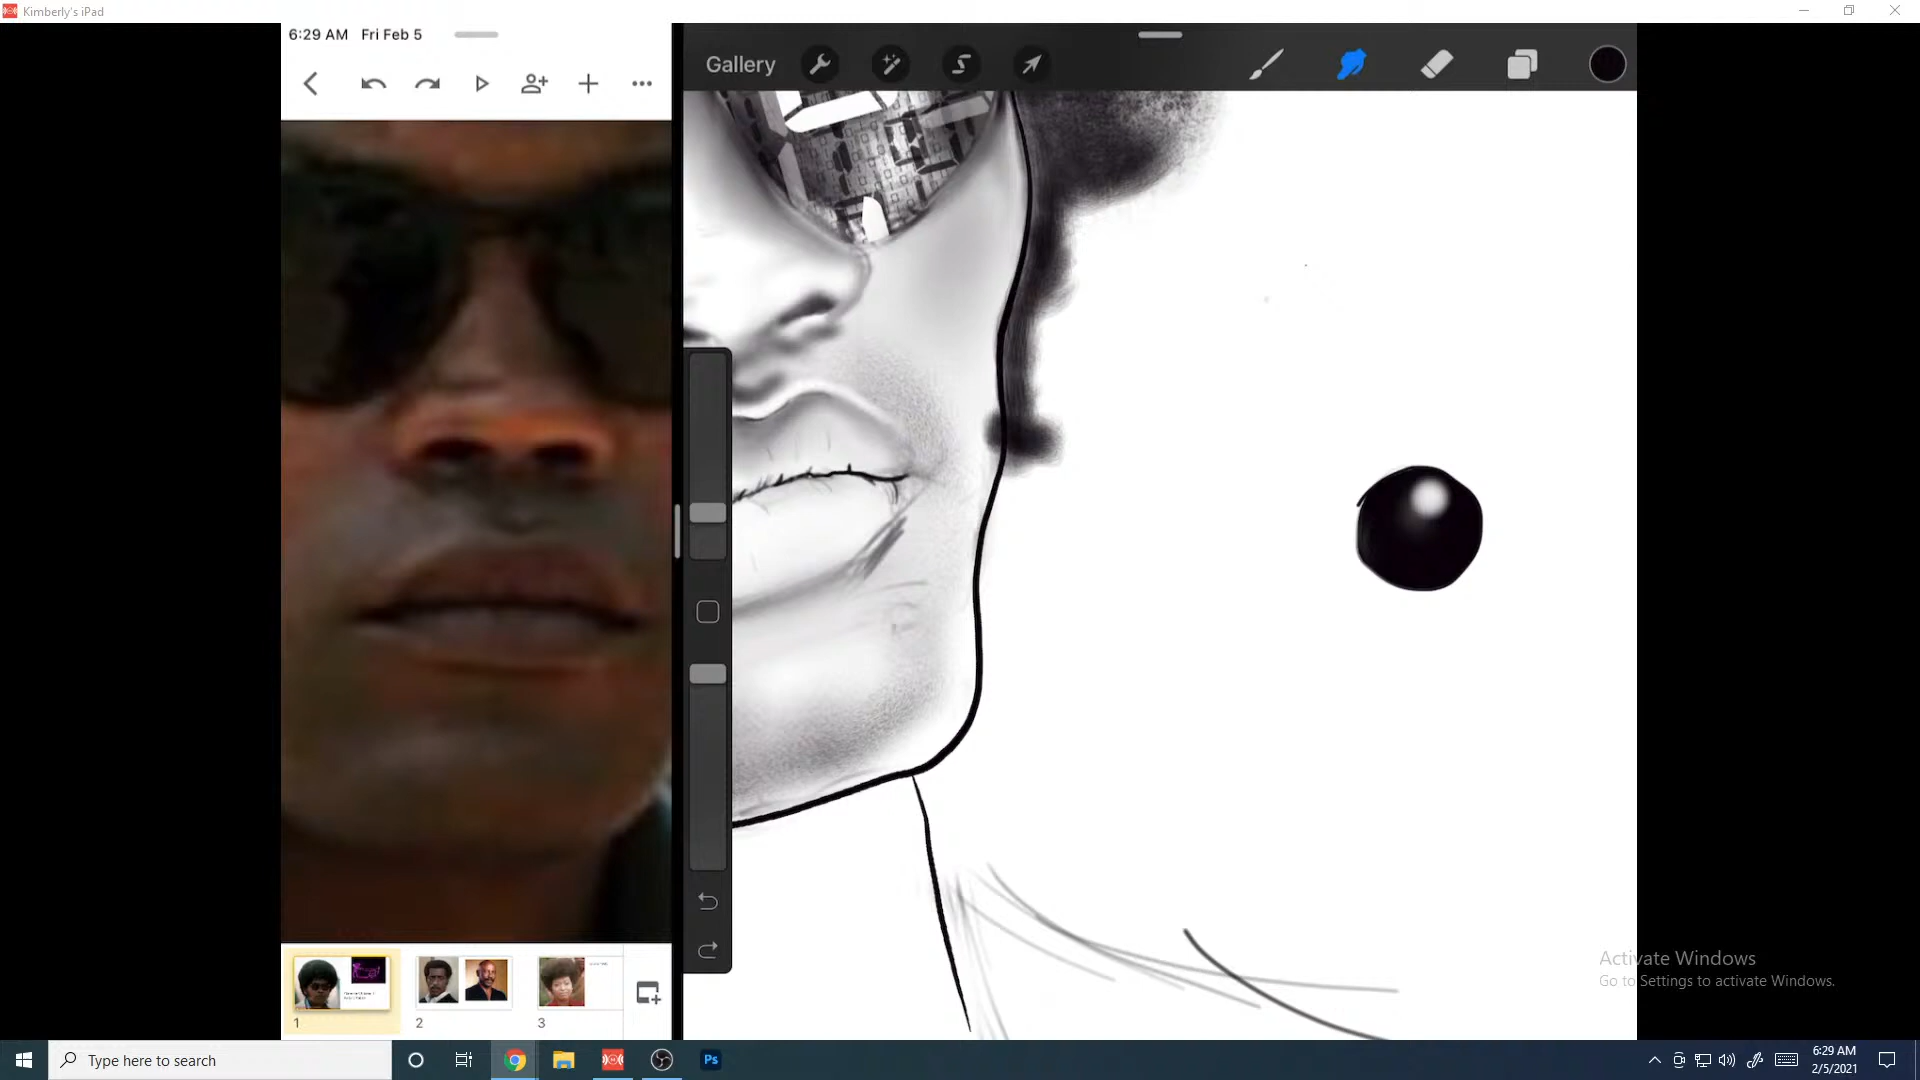 Kimberly's iPad
6:29 AM Fri Feb 5
Gallery
1
2
3
Activate Windows
Go to Settings to activate Windows.
Type here to search
Ps
6:29 AM
2/5/2021